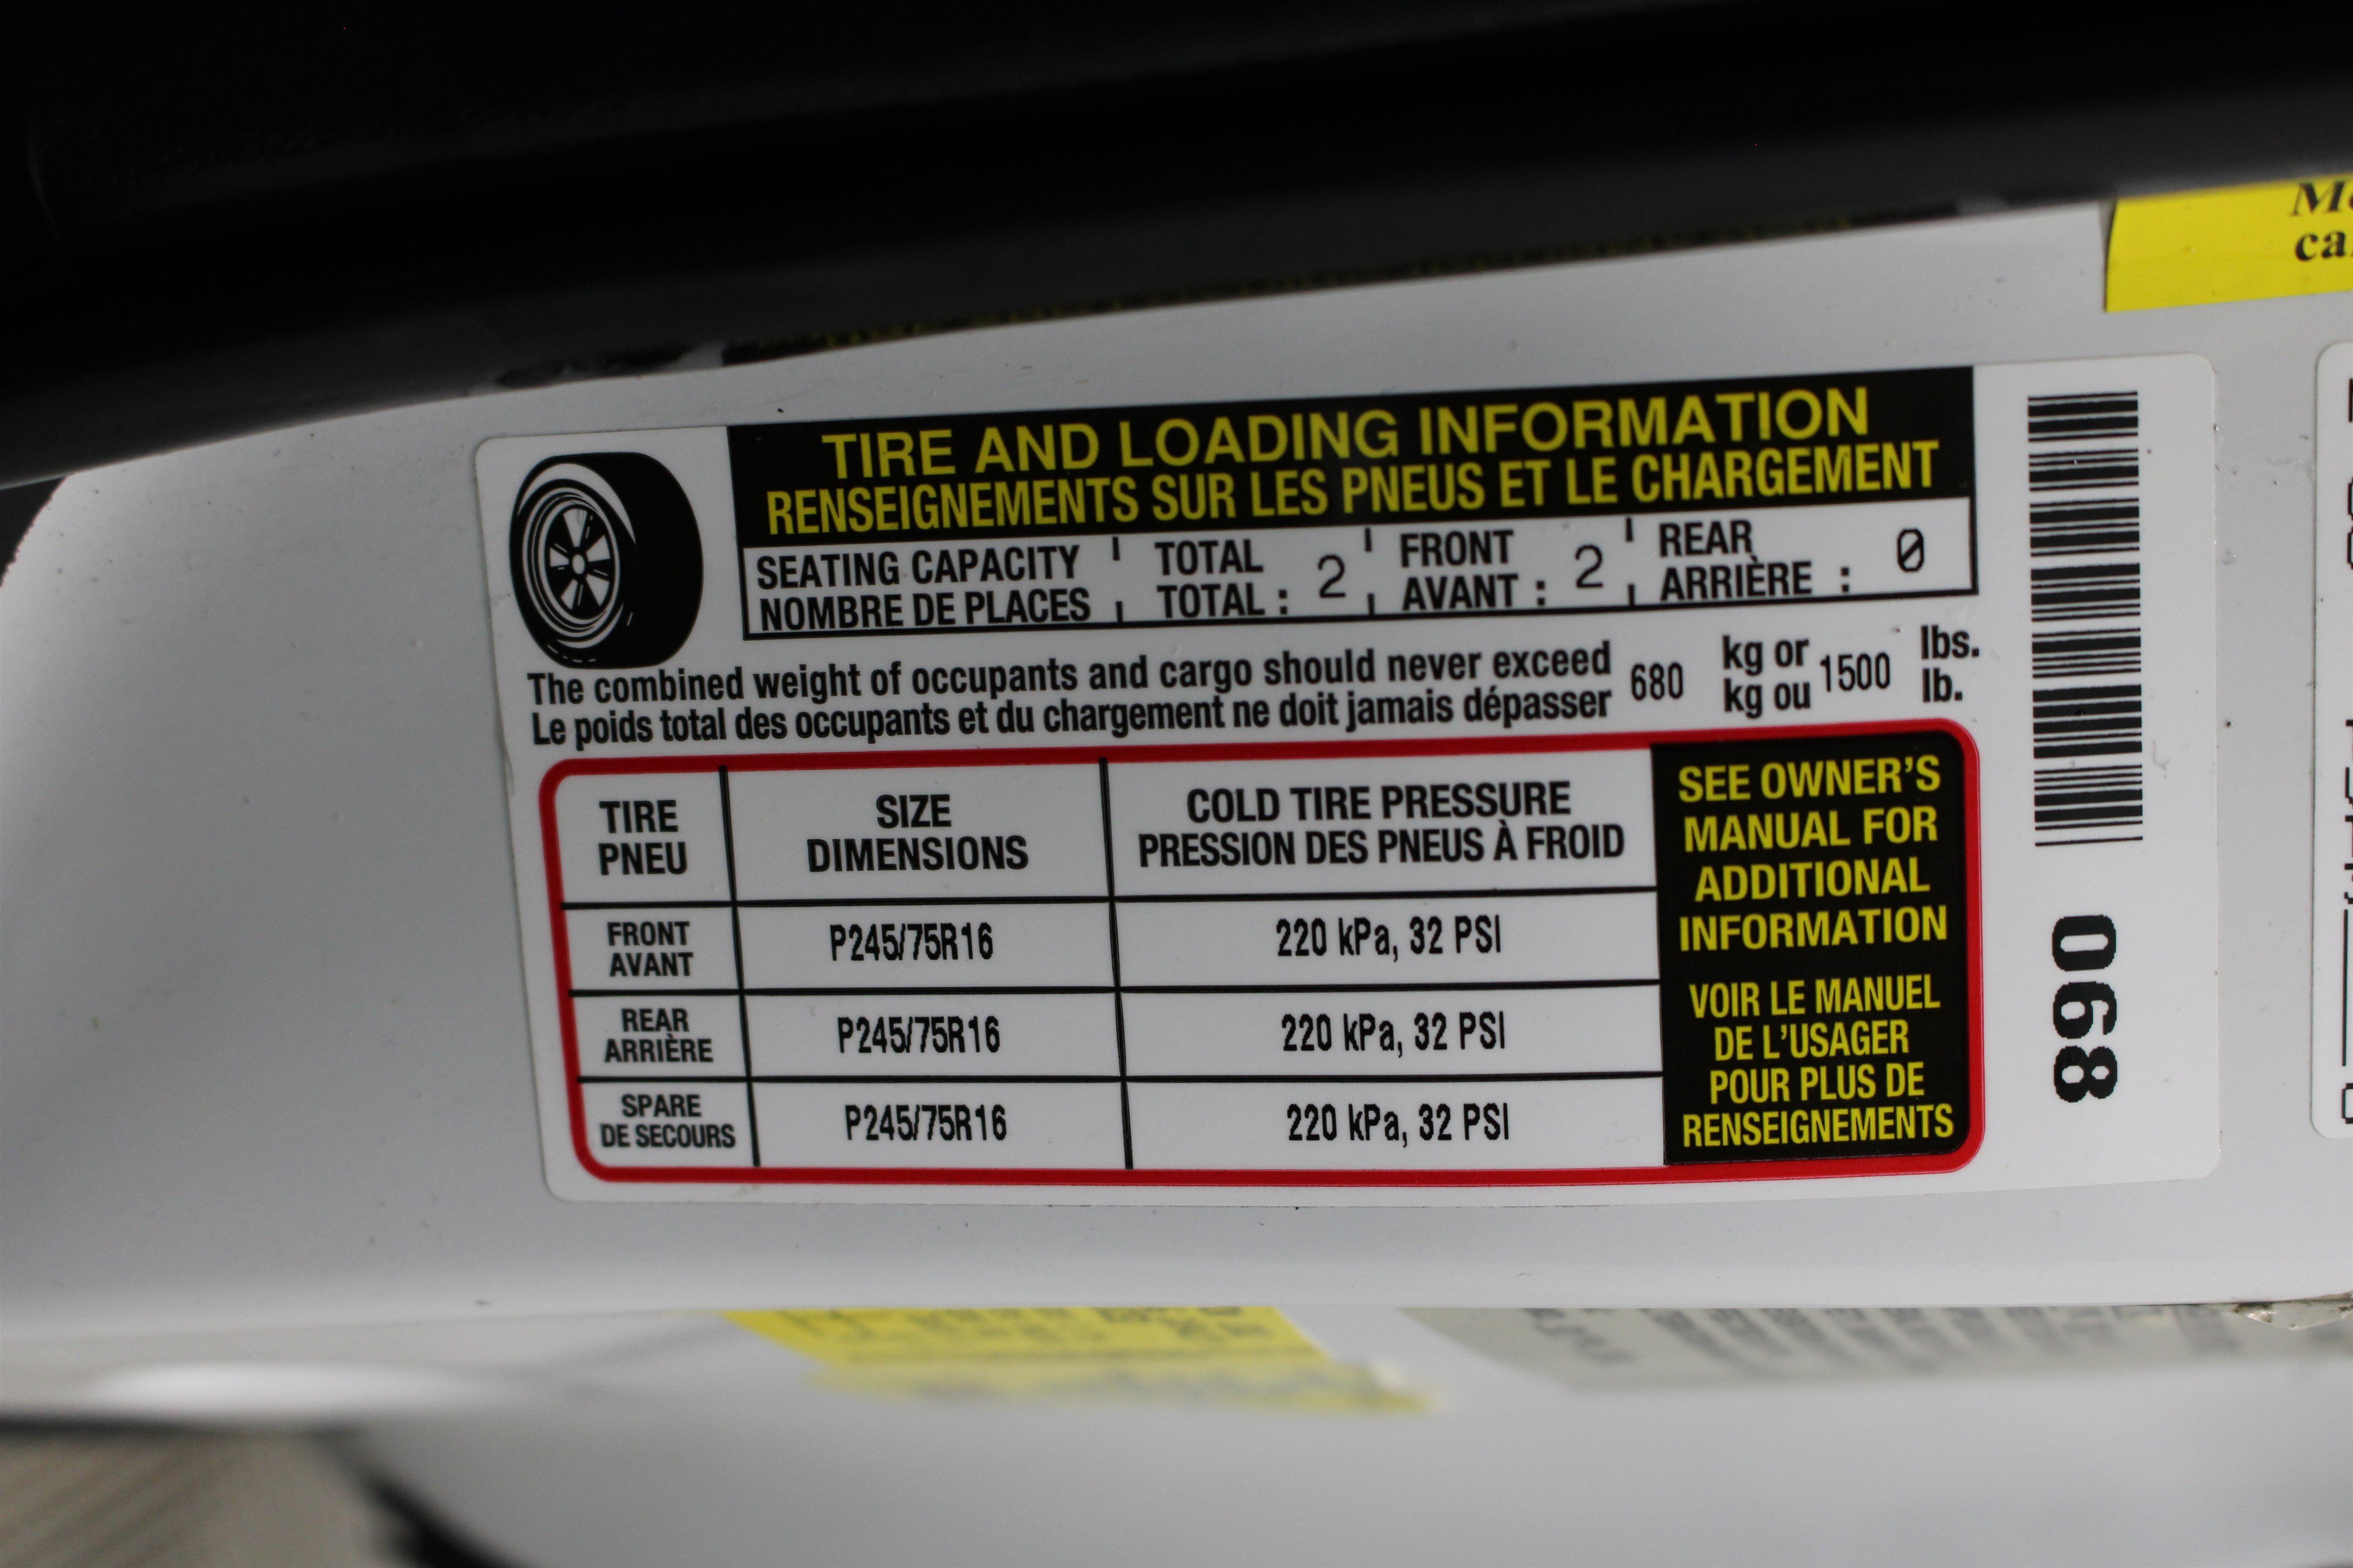 TIRE AND LOADING INFORMATION
RENSEIGNEMENTS SUR LES PNEUS ET LE CHARGEMENT
SEATING CAPACITY TOTAL FRONT REAR
NOMBRE DE PLACES TOTAL : 2 AVANT : 2 ARRIÈRE : 0
The combined weight of occupants and cargo should never exceed 680 kg or 1500 lbs.
Le poids total des occupants et du chargement ne doit jamais dépasser kg ou lb.
TIRE SIZE COLD TIRE PRESSURE
PNEU DIMENSIONS PRESSION DES PNEUS À FROID
FRONT
AVANT P245/75R16 220 kPa, 32 PSI
REAR
ARRIÈRE P245/75R16 220 kPa, 32 PSI
SPARE
DE SECOURS P245/75R16 220 kPa, 32 PSI
SEE OWNER'S
MANUAL FOR
ADDITIONAL
INFORMATION
VOIR LE MANUEL
DE L'USAGER
POUR PLUS DE
RENSEIGNEMENTS
068